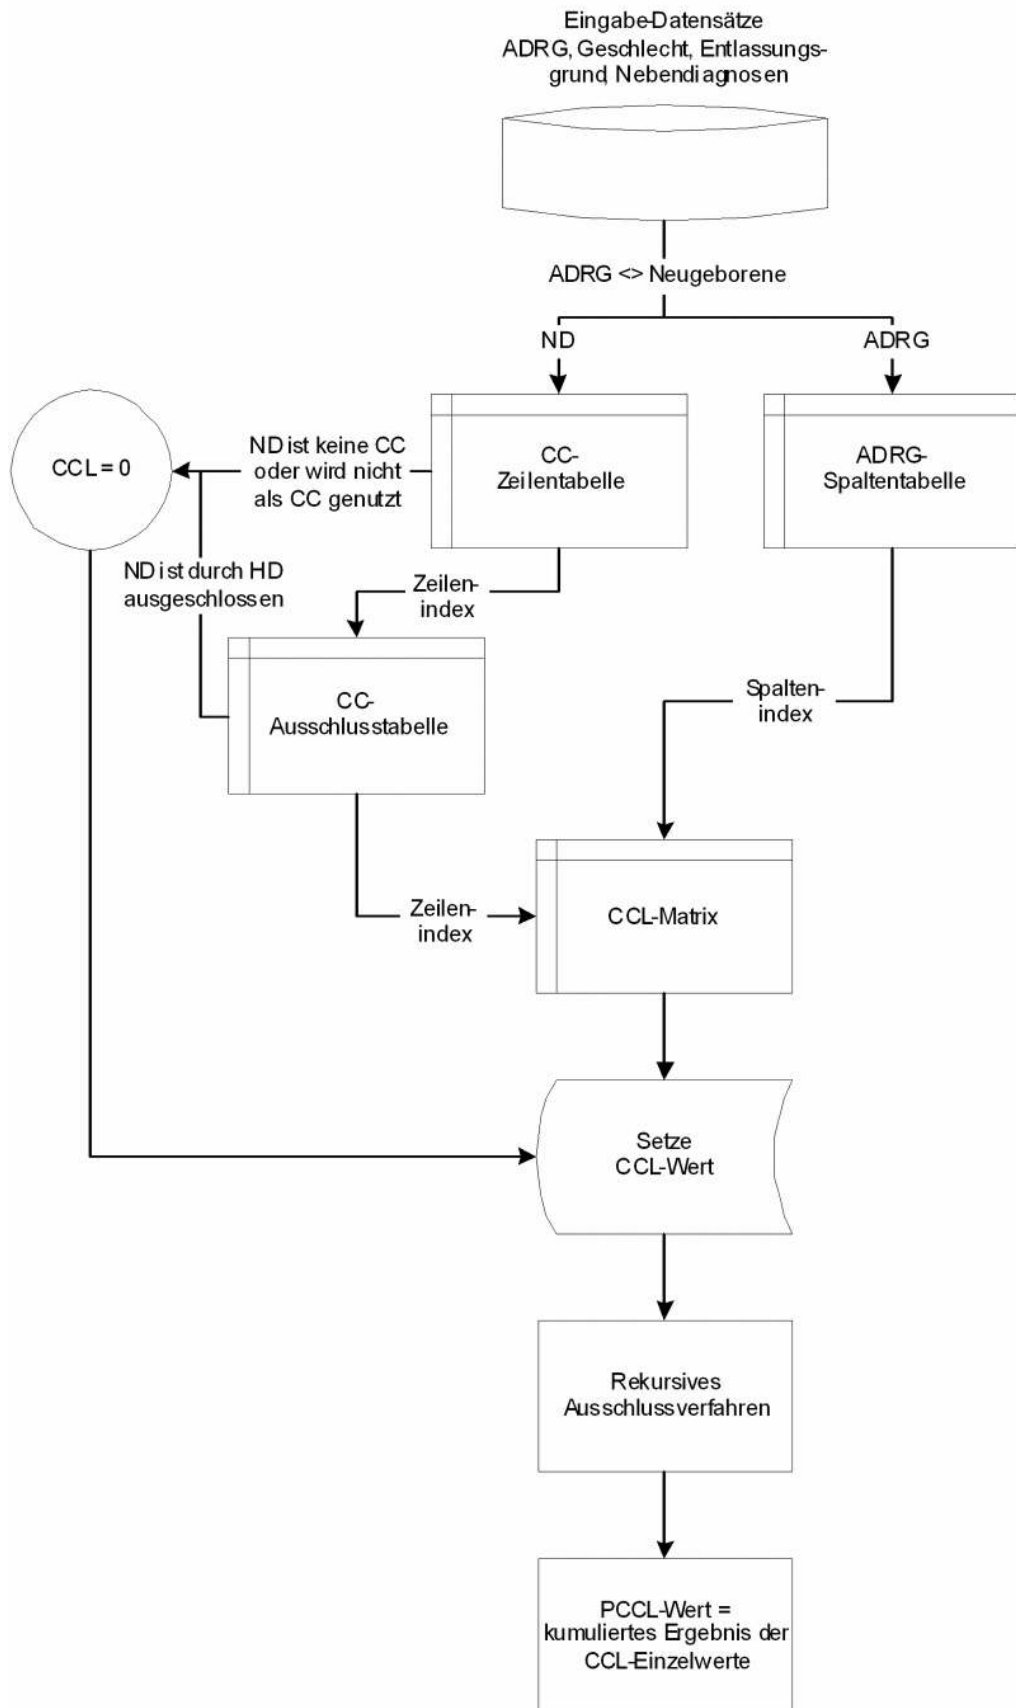 Eingabe-Datensätze
ADRG, Geschlecht, Entlassungs-
grund, Nebendiagnosen
ADRG <> Neugeborene
ND
ADRG
CCL = 0
ND ist keine CC
oder wird nicht
als CC genutzt
CC-
Zeilentabelle
ADRG-
Spaltentabelle
ND ist durch HD
ausgeschlossen
Zeilen-
index
CC-
Ausschlusstabelle
Spalten-
index
Zeilen-
index
CCL-Matrix
Setze
CCL-Wert
Rekursives
Ausschlussverfahren
PCCL-Wert =
kumuliertes Ergebnis der
CCL-Einzelwerte